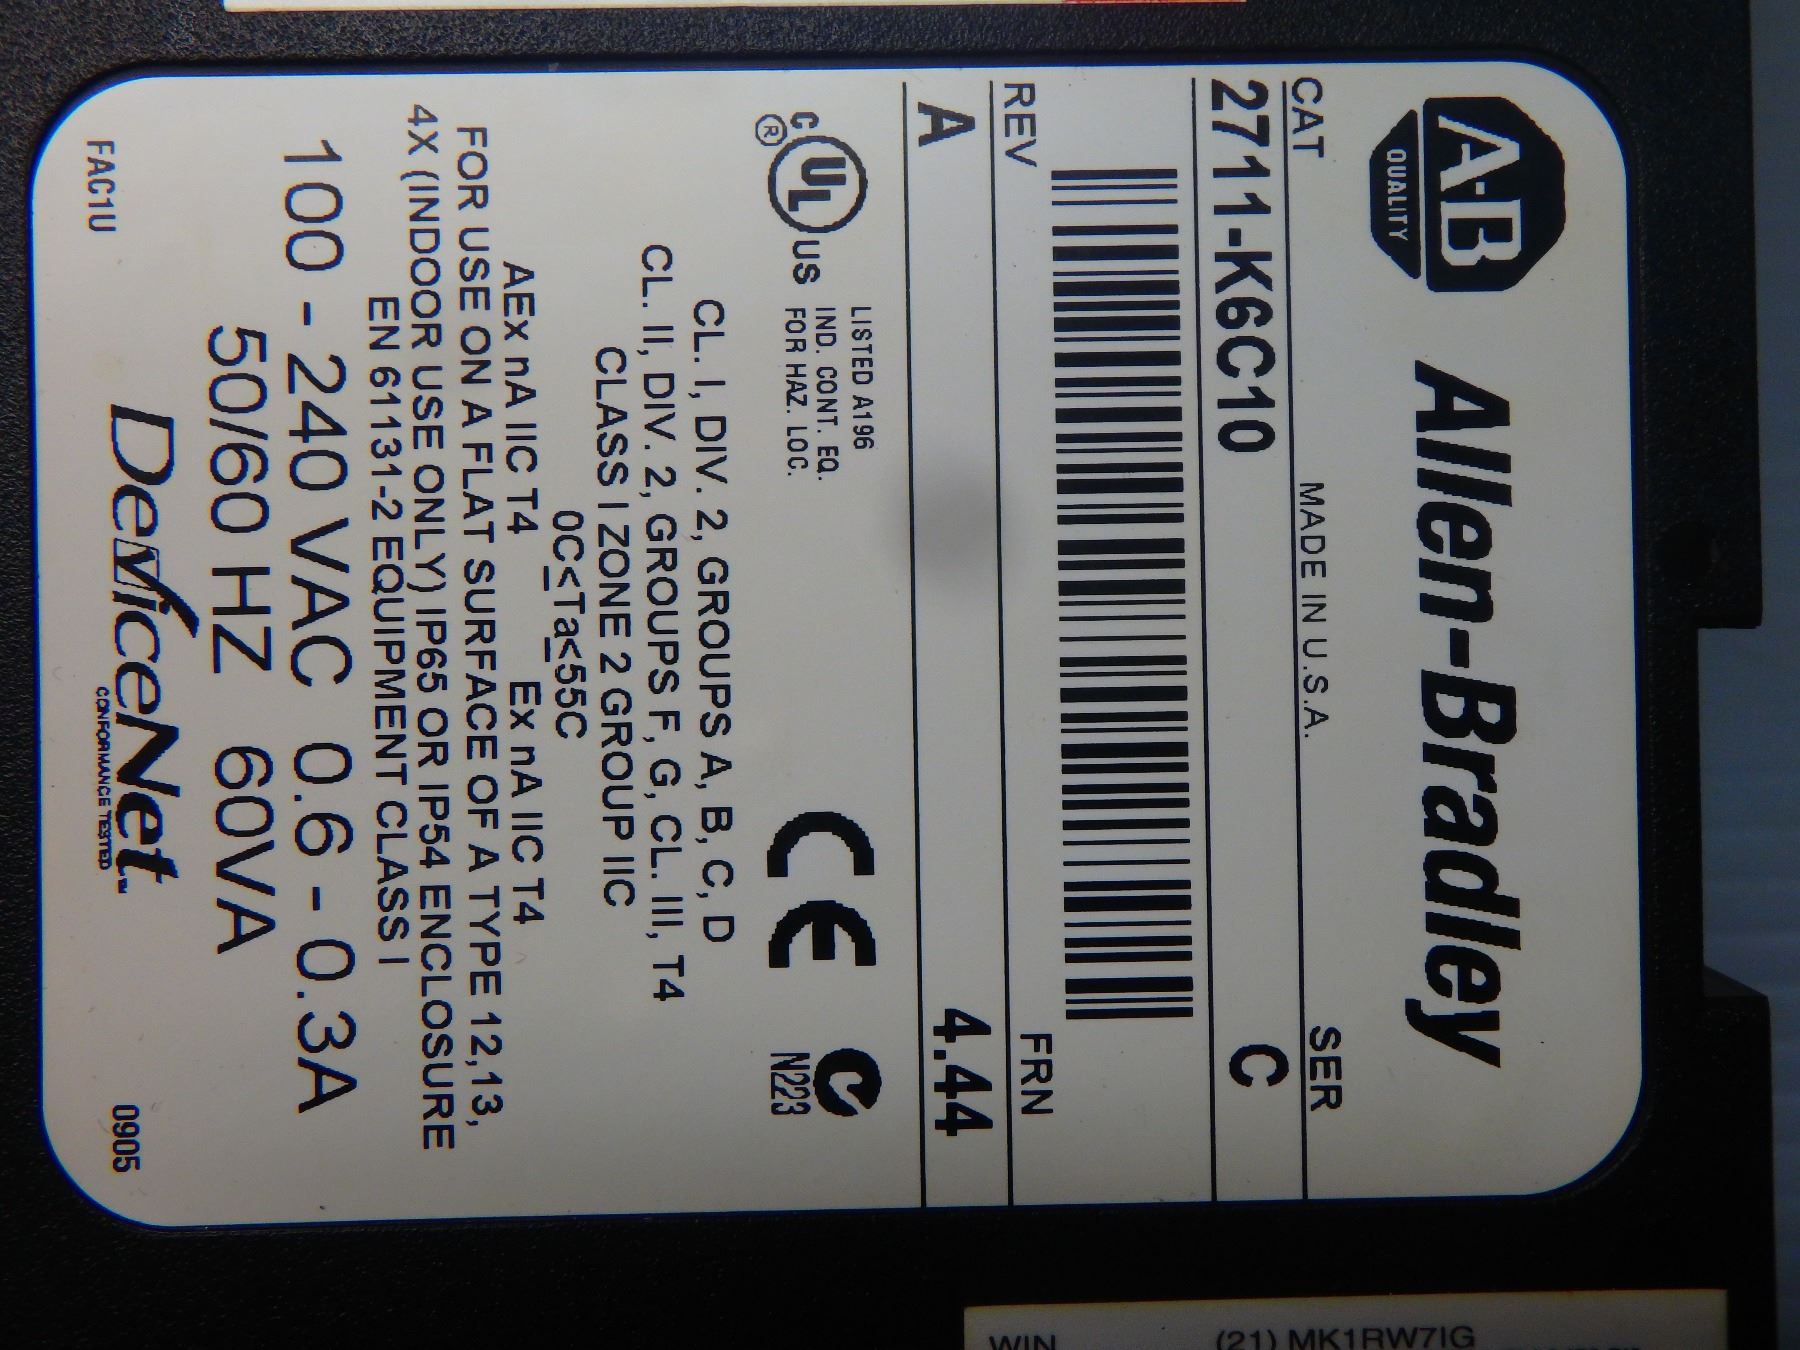 A-B
QUALITY
Allen-Bradley
CAT MADE IN U.S.A. SER
2711-K6C10 C
REV FRN
A 4.44
C UL US ®
LISTED A196
IND. CONT. EQ.
FOR HAZ. LOC.
CE
N223
CL. I, DIV. 2, GROUPS A, B, C, D
CL. II, DIV. 2, GROUPS F, G, CL. III, T4
CLASS I ZONE 2 GROUP IIC
0C<Ta<55C
AEx nA IIC T4 Ex nA IIC T4
FOR USE ON A FLAT SURFACE OF A TYPE 12,13,
4X (INDOOR USE ONLY) IP65 OR IP54 ENCLOSURE
EN 61131-2 EQUIPMENT CLASS I
100 - 240 VAC 0.6 - 0.3A
50/60 HZ 60VA
DeviceNet™
CONFORMANCE TESTED
FAC1U 0905
WIN (21) MK1RW7IG